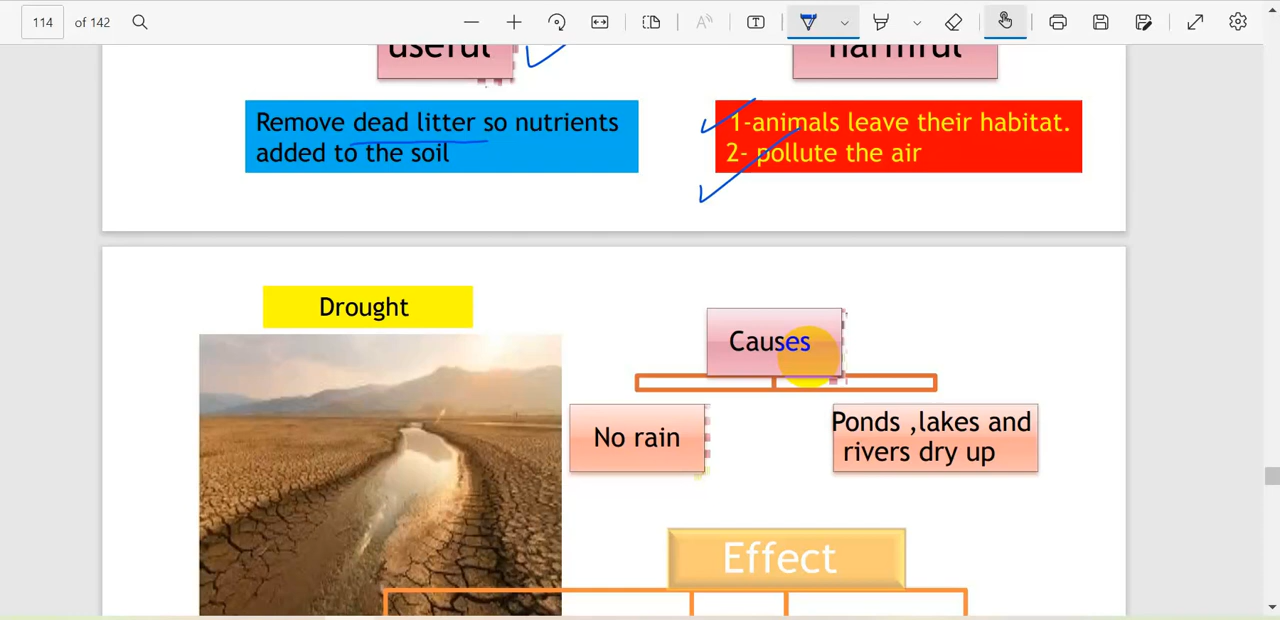 114 of 142
useful
harmful
Remove dead litter so nutrients
added to the soil
1-animals leave their habitat.
2- pollute the air
Drought
Causes
No rain
Ponds ,lakes and
rivers dry up
Effect